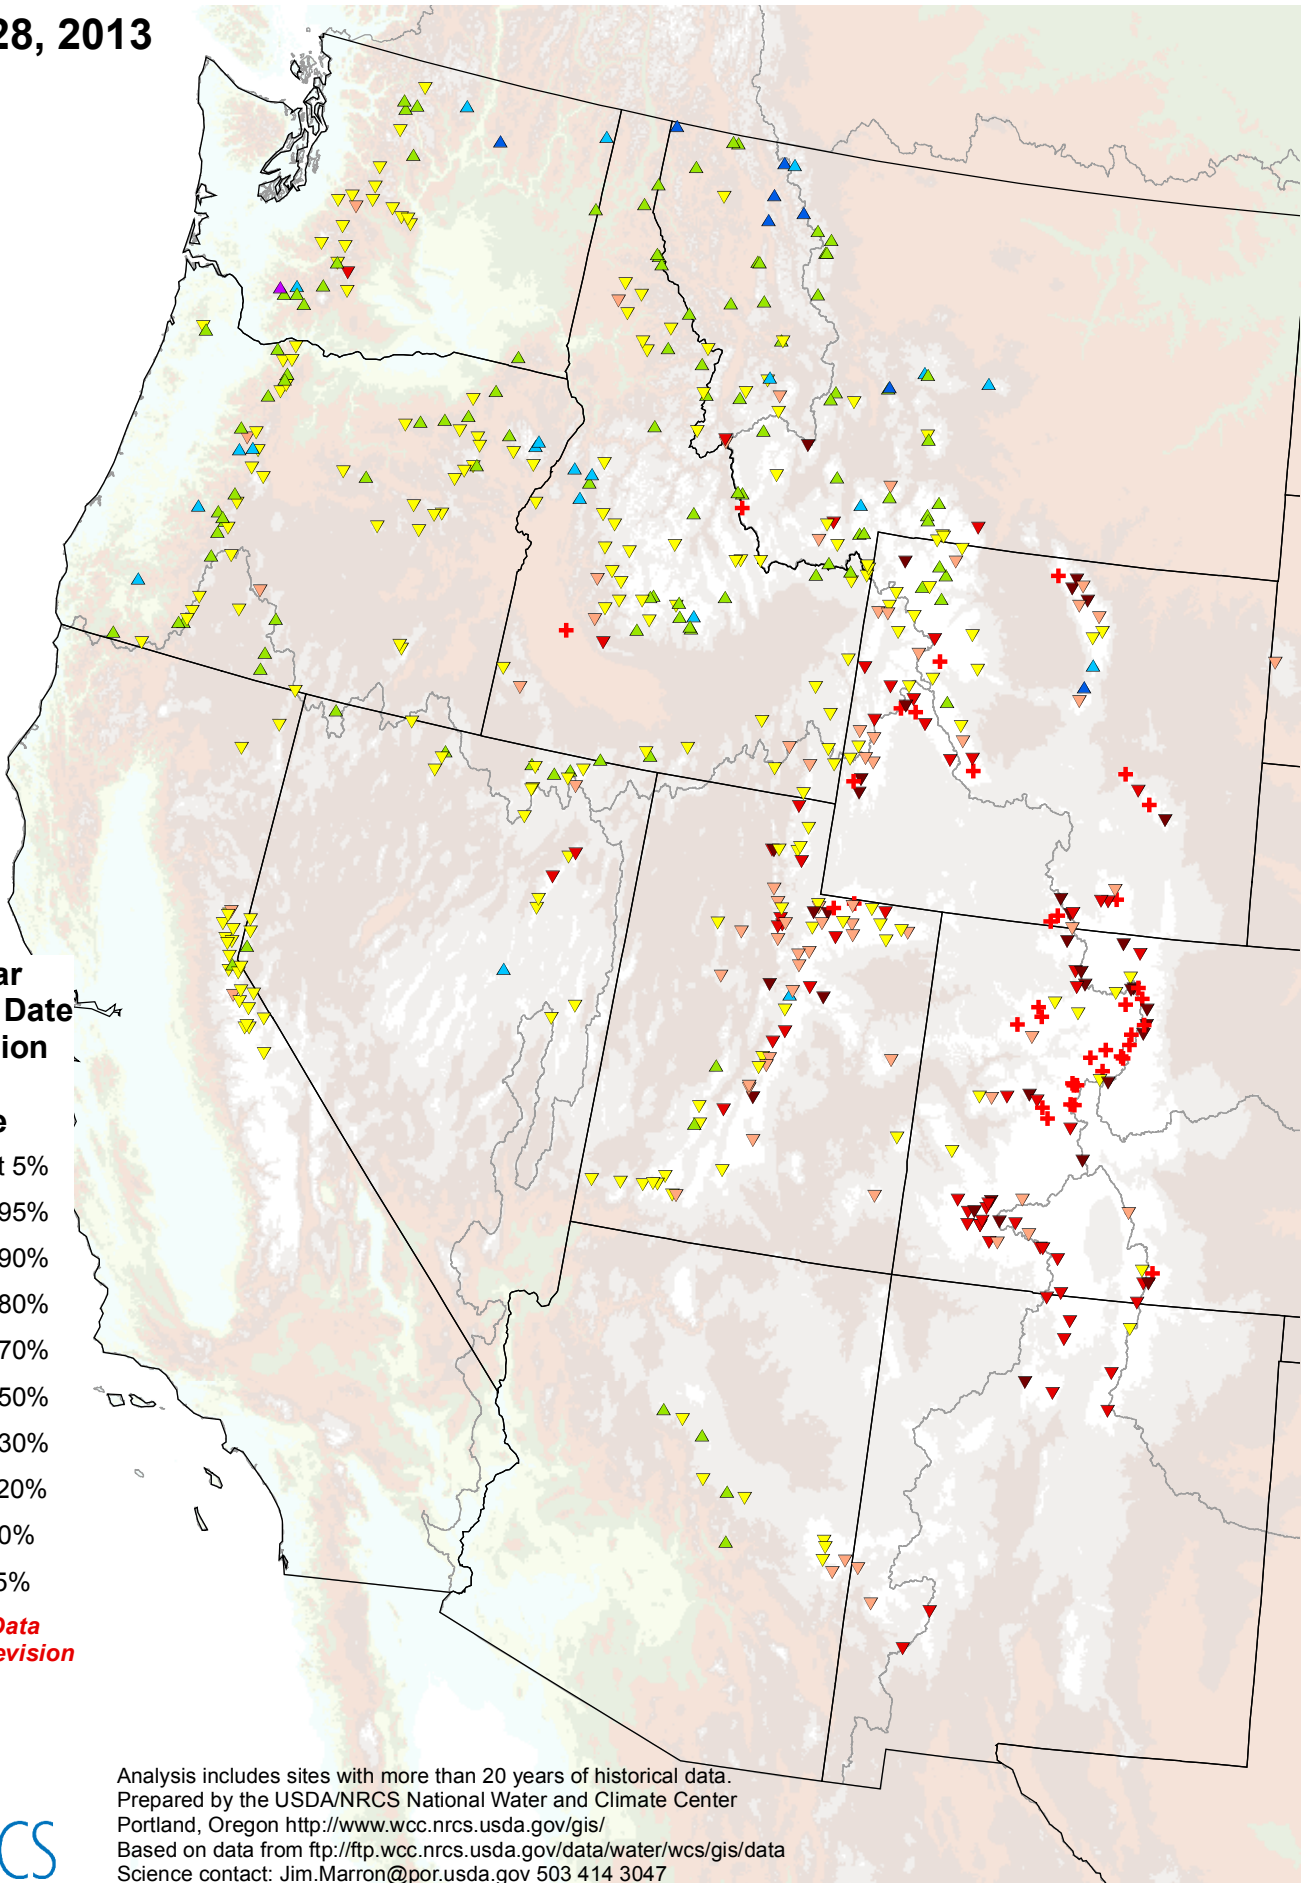 28, 2013
ar
Date
ion
e
t 5%
95%
90%
80%
70%
50%
30%
20%
0%
5%
Data
evision
CS
Analysis includes sites with more than 20 years of historical data.
Prepared by the USDA/NRCS National Water and Climate Center
Portland, Oregon http://www.wcc.nrcs.usda.gov/gis/
Based on data from ftp://ftp.wcc.nrcs.usda.gov/data/water/wcs/gis/data
Science contact: Jim.Marron@por.usda.gov 503 414 3047